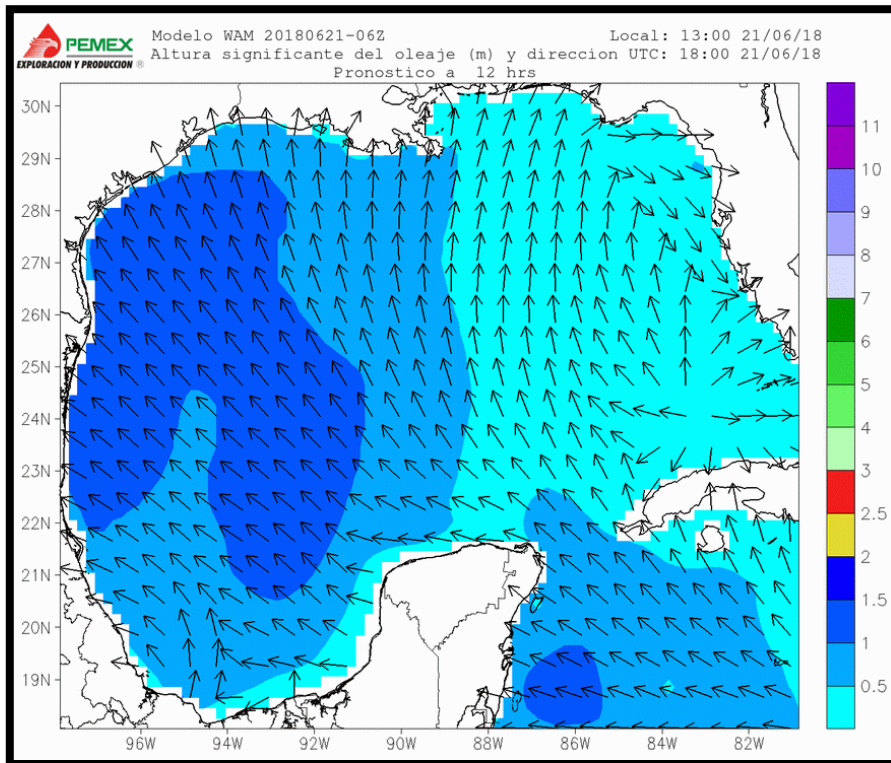 PEMEX
EXPLORACION Y PRODUCCION ®
Modelo WAM 20180621-06Z Local: 13:00 21/06/18
Altura significante del oleaje (m) y direccion UTC: 18:00 21/06/18
Pronostico a 12 hrs
30N
29N
28N
27N
26N
25N
24N
23N
22N
21N
20N
19N
96W 94W 92W 90W 88W 86W 84W 82W
11
10
9
8
7
6
5
4
3
2.5
2
1.5
1
0.5